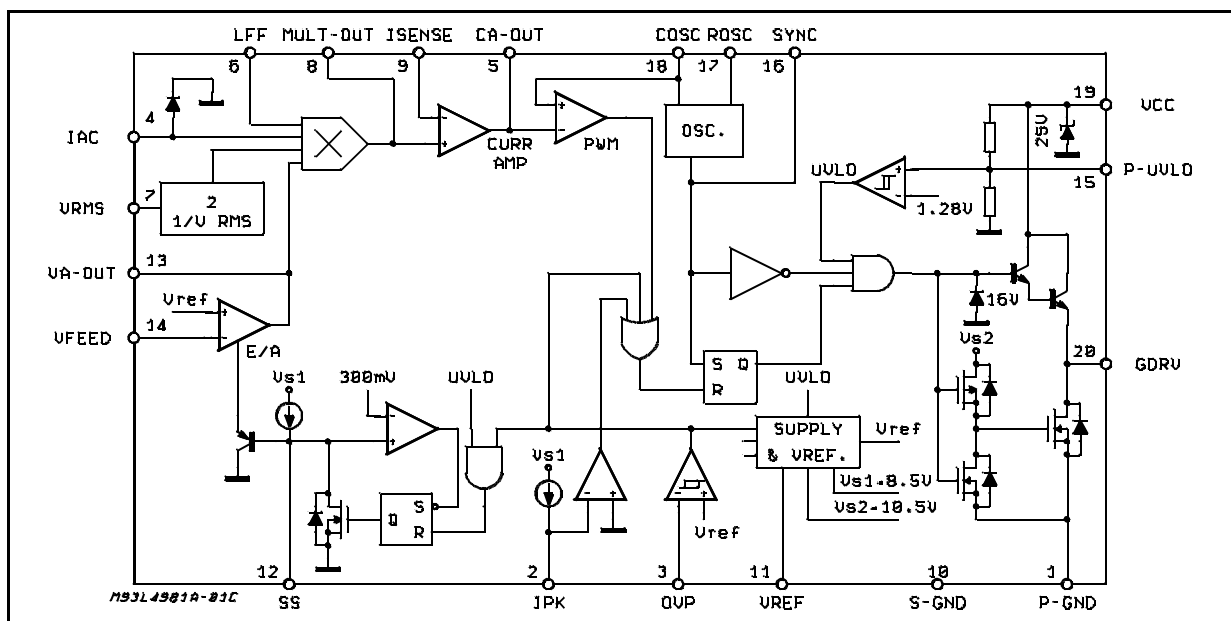 LFF MULT-OUT ISENSE CA-OUT COSC ROSC SYNC
6 8 9 5 18 17 16
19 VCC
4
IAC
+ -
- +
X
CURR
AMP
PWM
OSC.
25V
UVLO
+
-
1.28V
15 P-UVLO
7
VRMS
2
1/V RMS
13
VA-OUT
Vref
+
-
14
VFEED
E/A
16V
Vs2
S Q
R
20
GDRV
Vs1
300mV
UVLO
UVLO
-
+
SUPPLY
& VREF.
Vref
Vs1
Vs1-8.5V
Vs2-10.5V
- +
- +
Q S
R
Vref
12 2 3 11 10 1
M93L4981A-01C
SS IPK OVP VREF S-GND P-GND